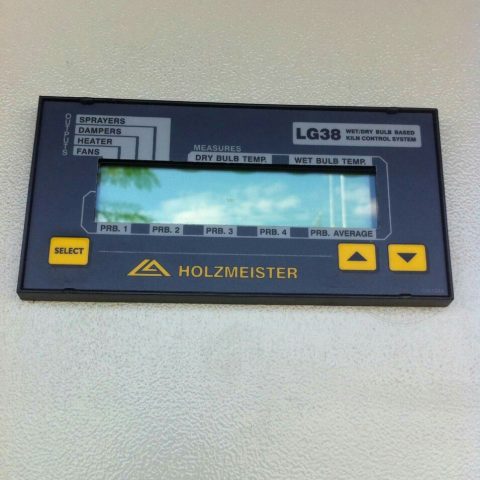 OUTPUTS
SPRAYERS
DAMPERS
HEATER
FANS
MEASURES
DRY BULB TEMP. WET BULB TEMP.
LG38 WET/DRY BULB BASED
KILN CONTROL SYSTEM
PRB. 1 PRB. 2 PRB. 3 PRB. 4 PRB. AVERAGE
SELECT
HOLZMEISTER